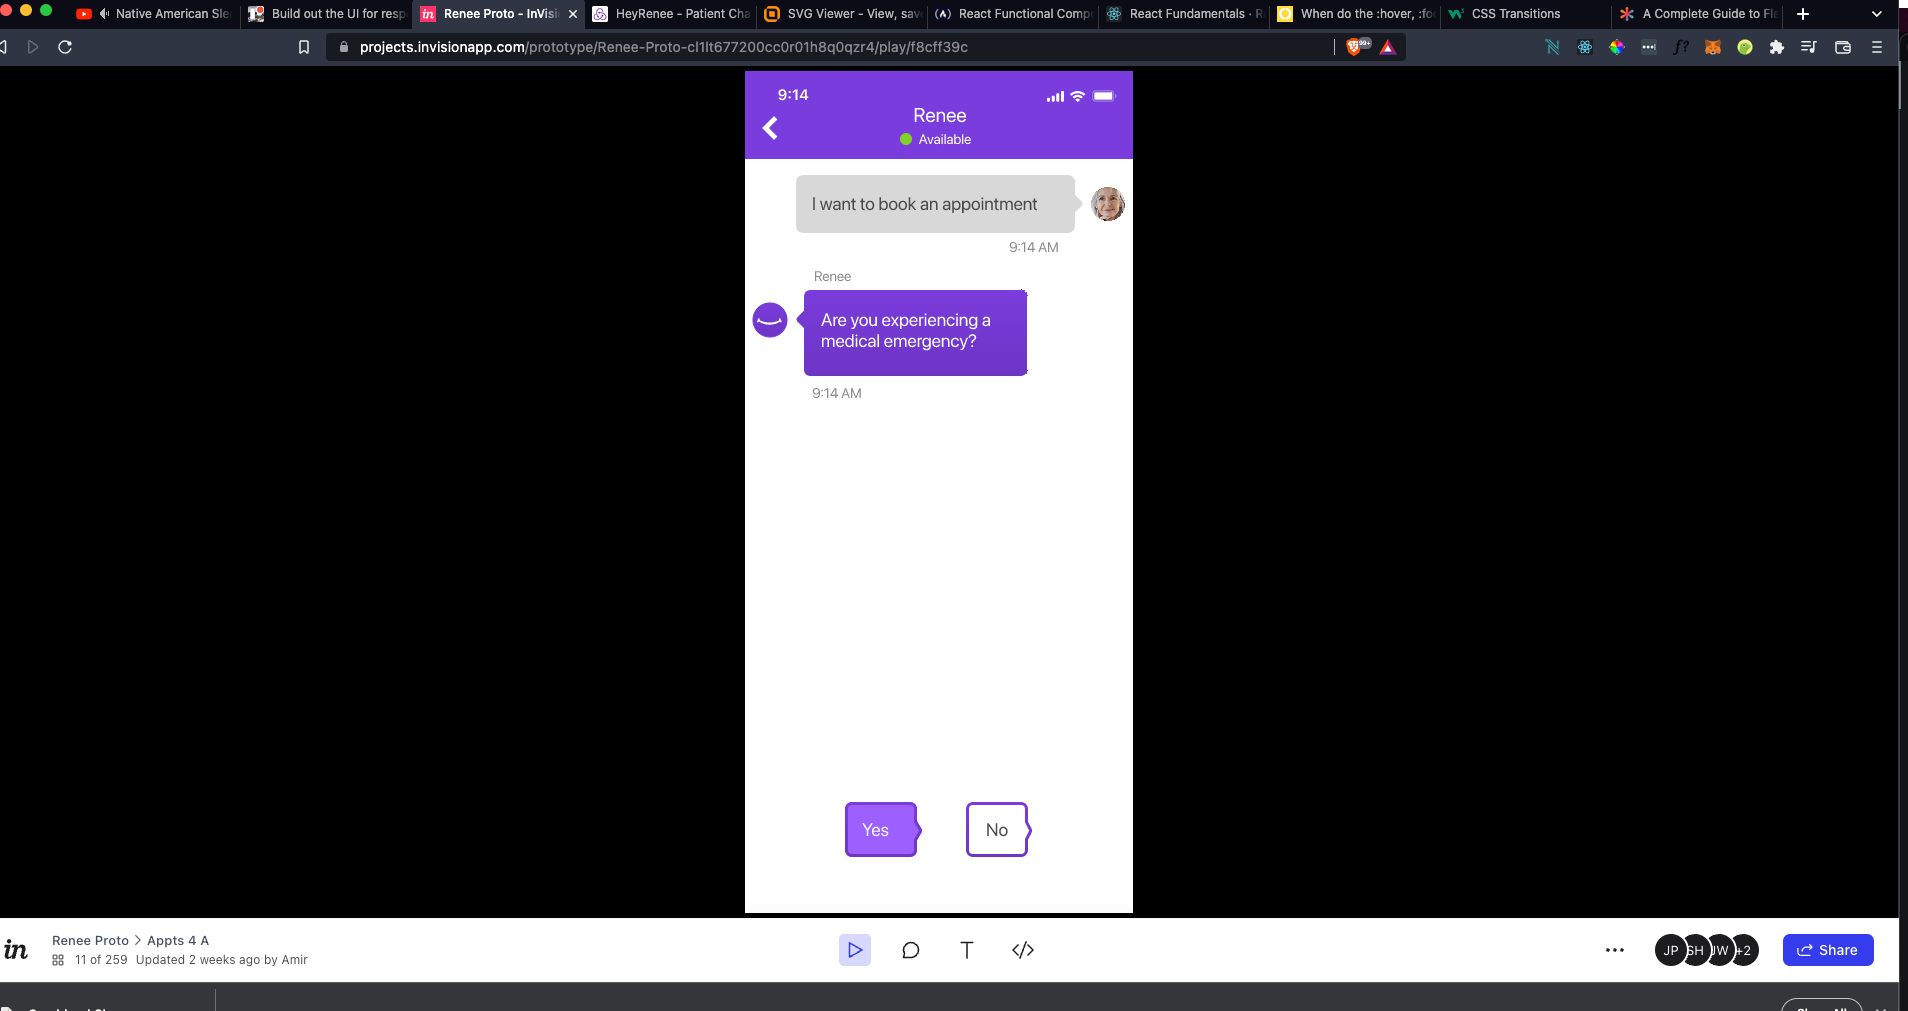 Native American Sle
Build out the UI for resp
in Renee Proto - InVisi
HeyRenee - Patient Cha
SVG Viewer - View, sav
React Functional Compo
React Fundamentals · R
When do the :hover, :fo
CSS Transitions
A Complete Guide to Fle
projects.invisionapp.com/prototype/Renee-Proto-cl1lt677200cc0r01h8q0qzr4/play/f8cff39c
99+
f?
9:14
Renee
Available
I want to book an appointment
9:14 AM
Renee
Are you experiencing a
medical emergency?
9:14 AM
Yes
No
in
Renee Proto > Appts 4 A
11 of 259 Updated 2 weeks ago by Amir
T
</>
JP SH JW +2
Share